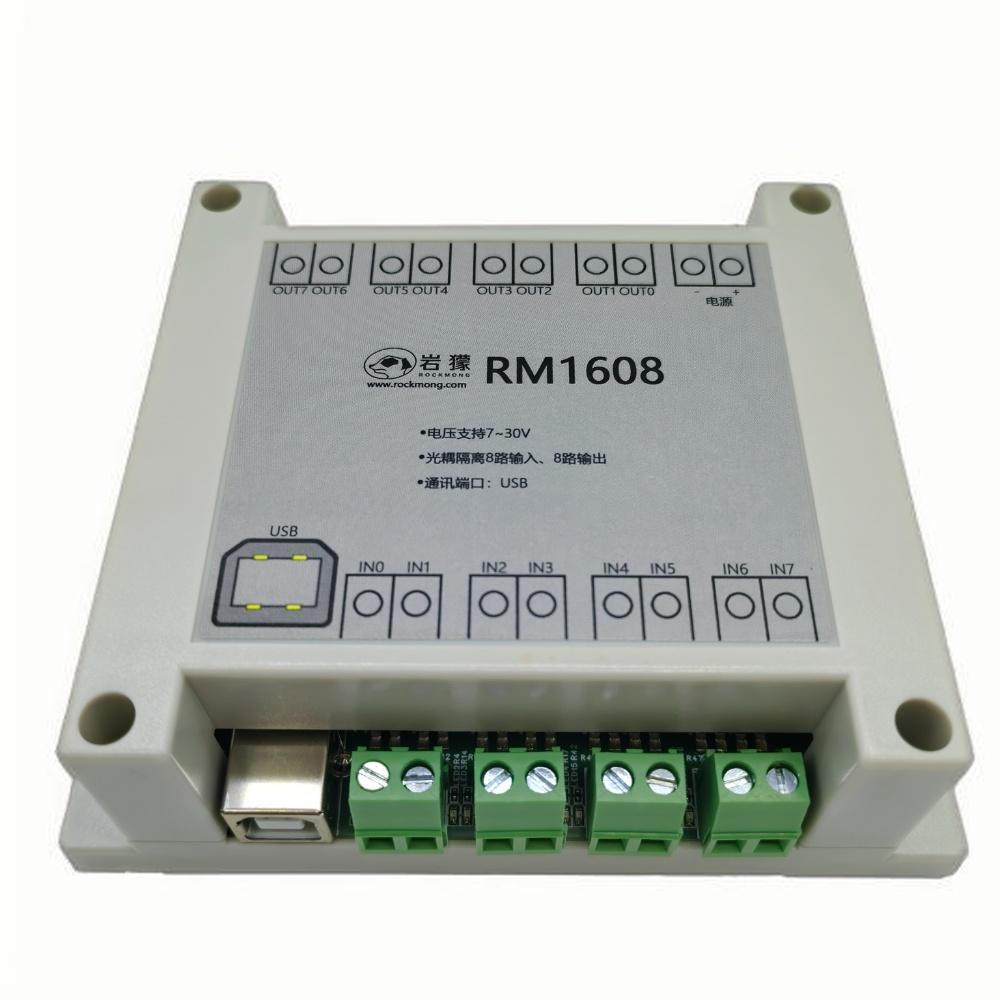 OUT7 OUT6 OUT5 OUT4 OUT3 OUT2 OUT1 OUT0 - +
电源
岩獴 RM1608
ROCKMONG
www.rockmong.com
•电压支持7~30V
•光耦隔离8路输入、8路输出
•通讯端口：USB
USB
IN0 IN1 IN2 IN3 IN4 IN5 IN6 IN7